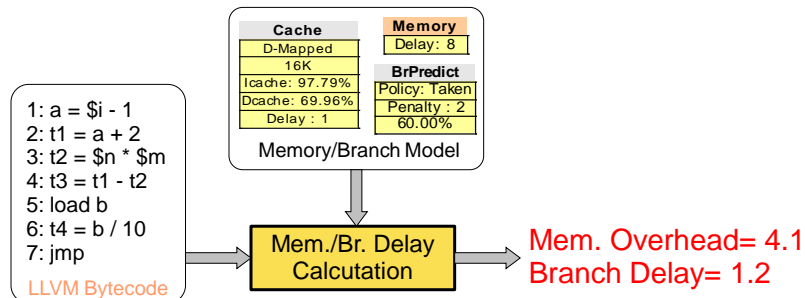 Cache
D-Mapped
16K
Icache: 97.79%
Dcache: 69.96%
Delay : 1
Memory
Delay: 8
BrPredict
Policy: Taken
Penalty : 2
60.00%
Memory/Branch Model
1: a = $i - 1
2: t1 = a + 2
3: t2 = $n * $m
4: t3 = t1 - t2
5: load b
6: t4 = b / 10
7: jmp
LLVM Bytecode
Mem./Br. Delay
Calcutation
Mem. Overhead= 4.1
Branch Delay= 1.2